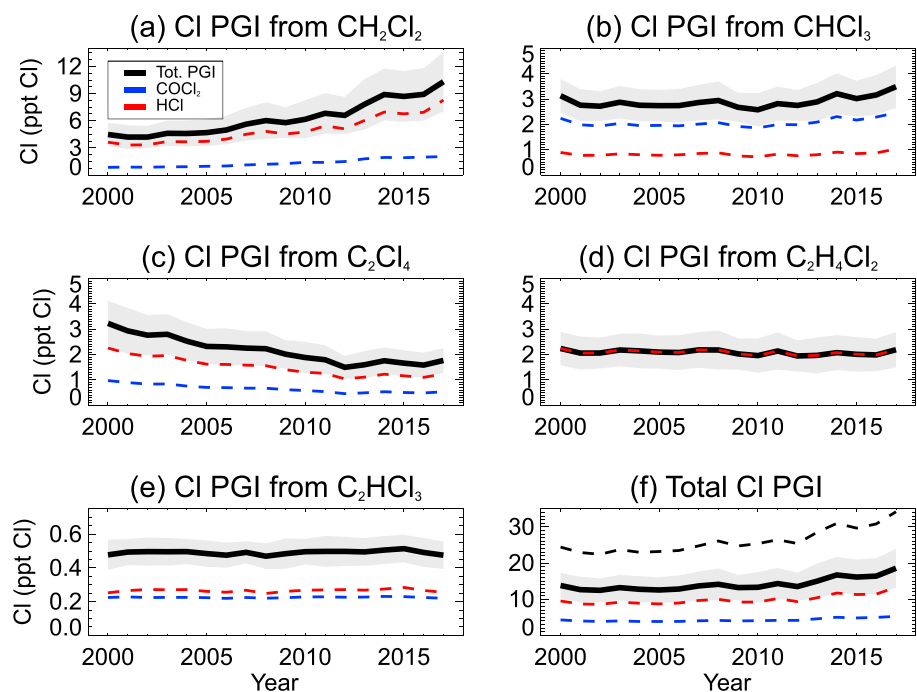 (a) Cl PGI from CH₂Cl₂
(b) Cl PGI from CHCl₃
Cl (ppt Cl)
12
9
6
3
0
Tot. PGI
COCl₂
HCl
2000 2005 2010 2015
5
4
3
2
1
0
2000 2005 2010 2015
(c) Cl PGI from C₂Cl₄
(d) Cl PGI from C₂H₄Cl₂
Cl (ppt Cl)
5
4
3
2
1
0
2000 2005 2010 2015
5
4
3
2
1
0
2000 2005 2010 2015
(e) Cl PGI from C₂HCl₃
(f) Total Cl PGI
Cl (ppt Cl)
0.6
0.4
0.2
0.0
2000 2005 2010 2015
Year
30
20
10
0
2000 2005 2010 2015
Year